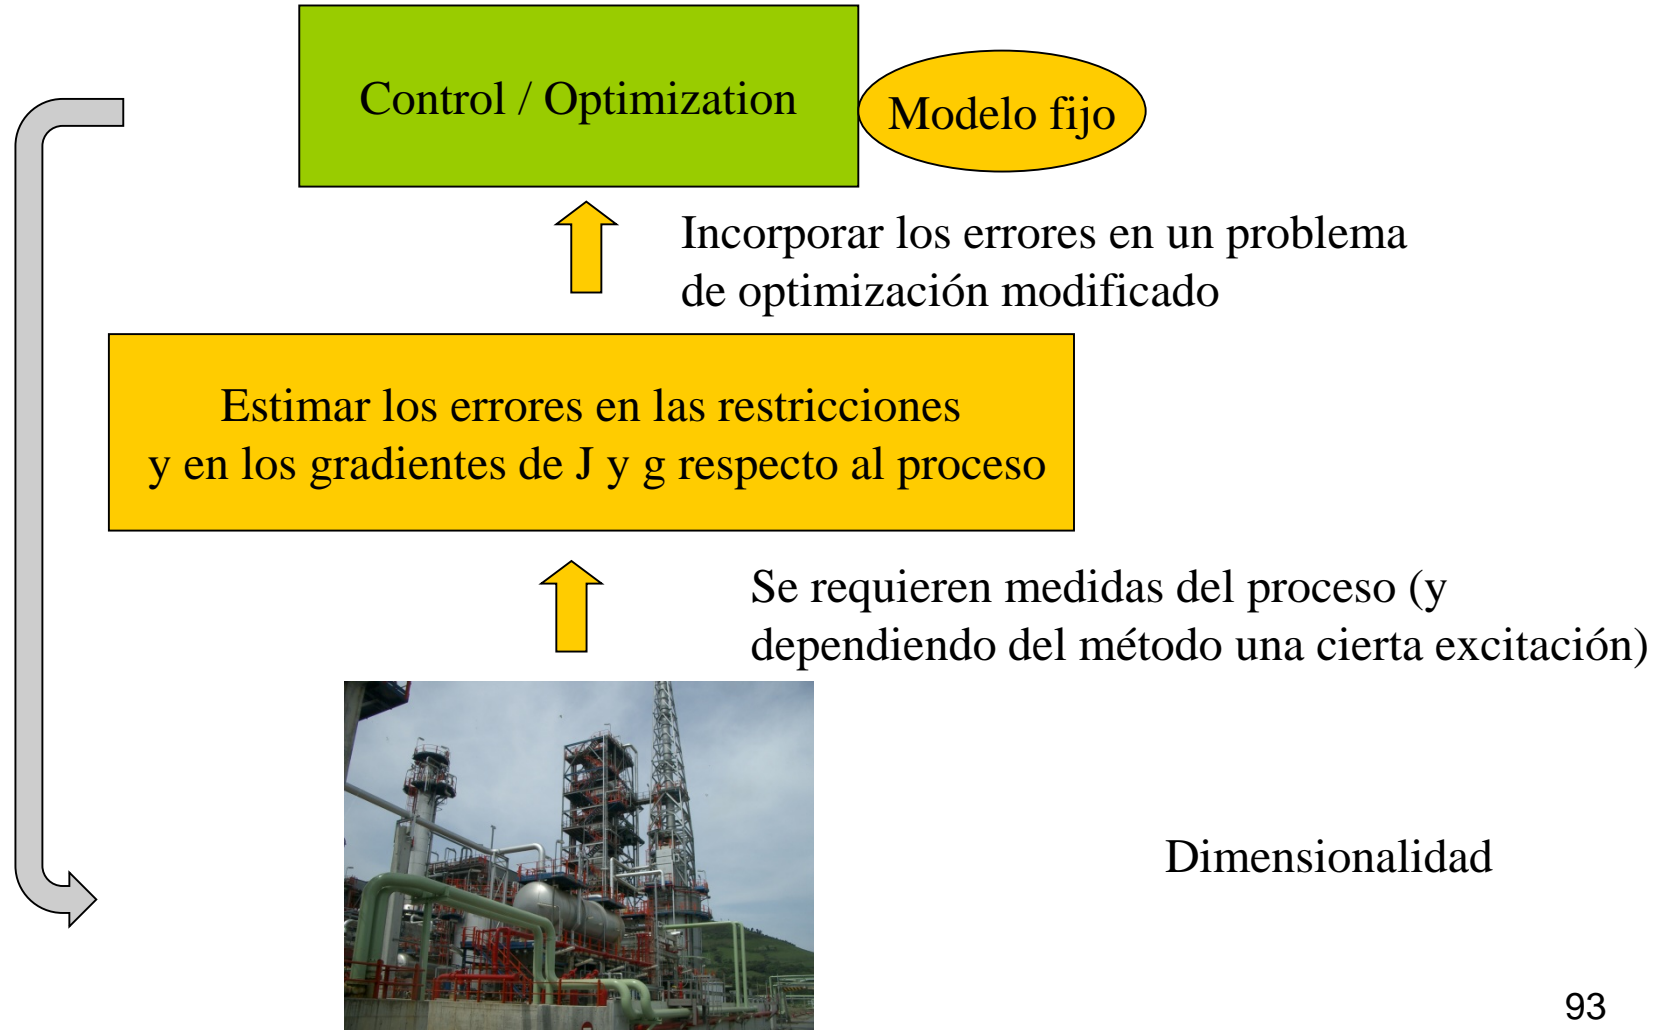 Control / Optimization
Modelo fijo
Incorporar los errores en un problema
de optimización modificado
Estimar los errores en las restricciones
y en los gradientes de J y g respecto al proceso
Se requieren medidas del proceso (y
dependiendo del método una cierta excitación)
Dimensionalidad
93